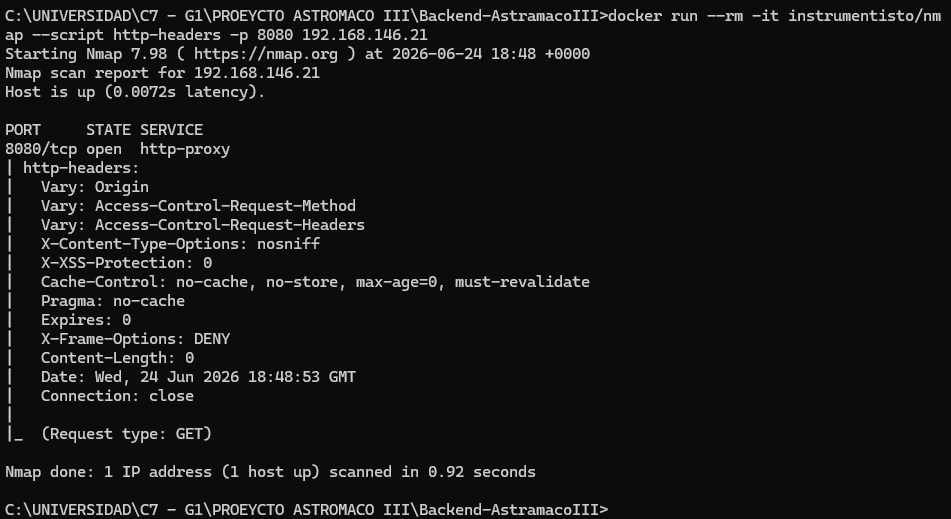 C:\UNIVERSIDAD\C7 - G1\PROEYCTO ASTROMACO III\Backend-AstramacoIII>docker run --rm -it instrumentisto/nm
ap --script http-headers -p 8080 192.168.146.21
Starting Nmap 7.98 ( https://nmap.org ) at 2026-06-24 18:48 +0000
Nmap scan report for 192.168.146.21
Host is up (0.0072s latency).
PORT     STATE SERVICE
8080/tcp open  http-proxy
| http-headers:
|   Vary: Origin
|   Vary: Access-Control-Request-Method
|   Vary: Access-Control-Request-Headers
|   X-Content-Type-Options: nosniff
|   X-XSS-Protection: 0
|   Cache-Control: no-cache, no-store, max-age=0, must-revalidate
|   Pragma: no-cache
|   Expires: 0
|   X-Frame-Options: DENY
|   Content-Length: 0
|   Date: Wed, 24 Jun 2026 18:48:53 GMT
|   Connection: close
|
|_  (Request type: GET)
Nmap done: 1 IP address (1 host up) scanned in 0.92 seconds
C:\UNIVERSIDAD\C7 - G1\PROEYCTO ASTROMACO III\Backend-AstramacoIII>